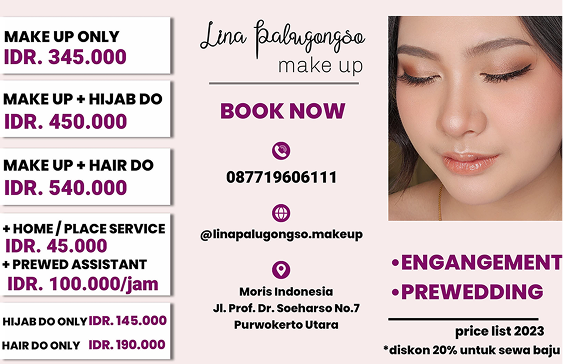 MAKE UP ONLY
IDR. 345.000
MAKE UP + HIJAB DO
IDR. 450.000
MAKE UP + HAIR DO
IDR. 540.000
+ HOME / PLACE SERVICE
IDR. 45.000
+ PREWED ASSISTANT
IDR. 100.000/jam
HIJAB DO ONLY IDR. 145.000
HAIR DO ONLY IDR. 190.000
Lina Palugongso
make up
BOOK NOW
087719606111
@linapalugongso.makeup
Moris Indonesia
Jl. Prof. Dr. Soeharso No.7
Purwokerto Utara
•ENGANGEMENT
•PREWEDDING
price list 2023
*diskon 20% untuk sewa baju